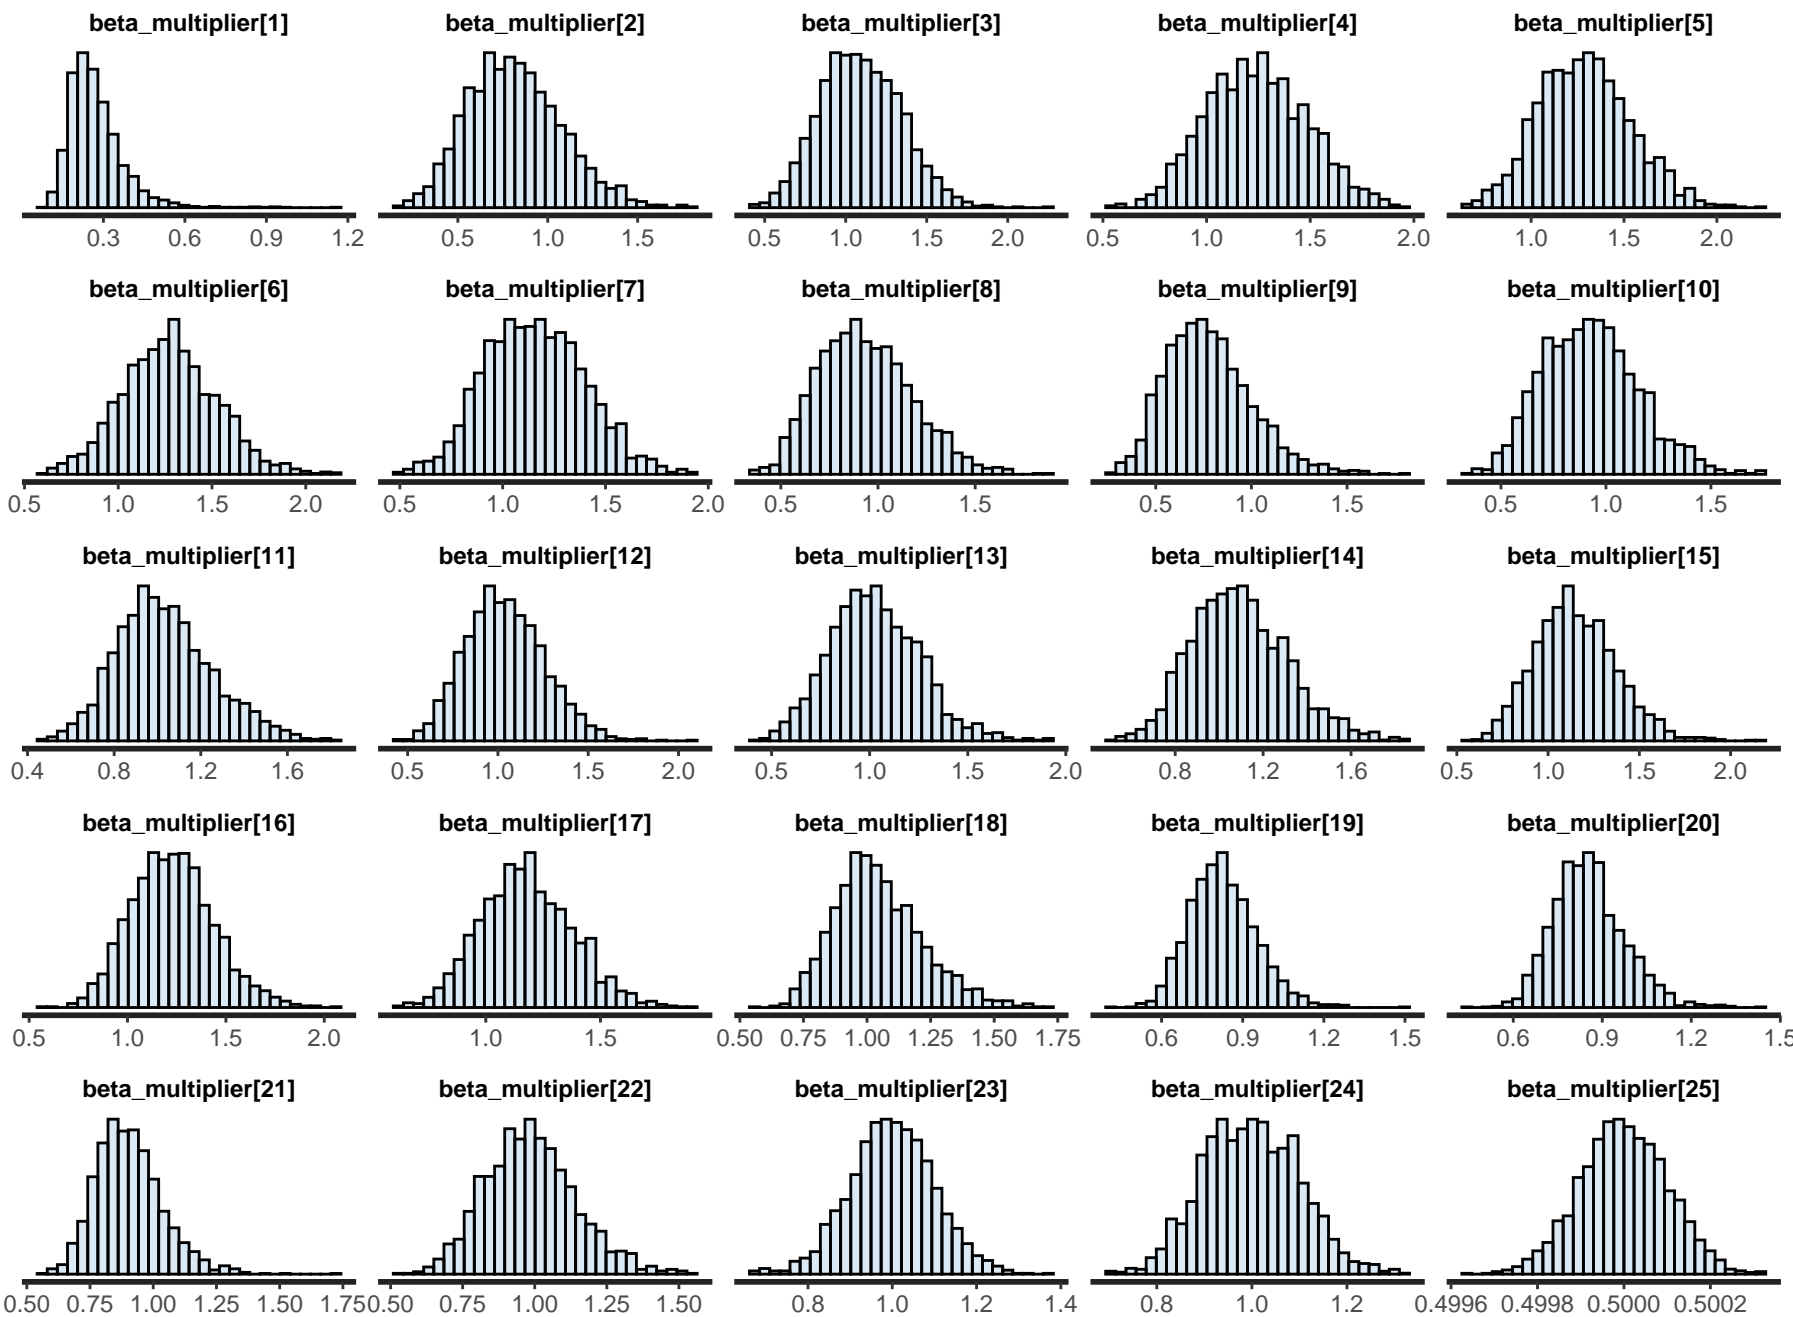 beta_multiplier[1] beta_multiplier[2] beta_multiplier[3] beta_multiplier[4] beta_multiplier[5]
0.3 0.6 0.9 1.2 0.5 1.0 1.5 0.5 1.0 1.5 2.0 0.5 1.0 1.5 2.0 1.0 1.5 2.0
beta_multiplier[6] beta_multiplier[7] beta_multiplier[8] beta_multiplier[9] beta_multiplier[10]
0.5 1.0 1.5 2.0 0.5 1.0 1.5 2.0 0.5 1.0 1.5 0.5 1.0 1.5 0.5 1.0 1.5
beta_multiplier[11] beta_multiplier[12] beta_multiplier[13] beta_multiplier[14] beta_multiplier[15]
0.4 0.8 1.2 1.6 0.5 1.0 1.5 2.0 0.5 1.0 1.5 2.0 0.8 1.2 1.6 0.5 1.0 1.5 2.0
beta_multiplier[16] beta_multiplier[17] beta_multiplier[18] beta_multiplier[19] beta_multiplier[20]
0.5 1.0 1.5 2.0 1.0 1.5 0.50 0.75 1.00 1.25 1.50 1.75 0.6 0.9 1.2 1.5 0.6 0.9 1.2 1.5
beta_multiplier[21] beta_multiplier[22] beta_multiplier[23] beta_multiplier[24] beta_multiplier[25]
0.50 0.75 1.00 1.25 1.50 1.75 0.50 0.75 1.00 1.25 1.50 0.8 1.0 1.2 1.4 0.8 1.0 1.2 0.4996 0.4998 0.5000 0.5002